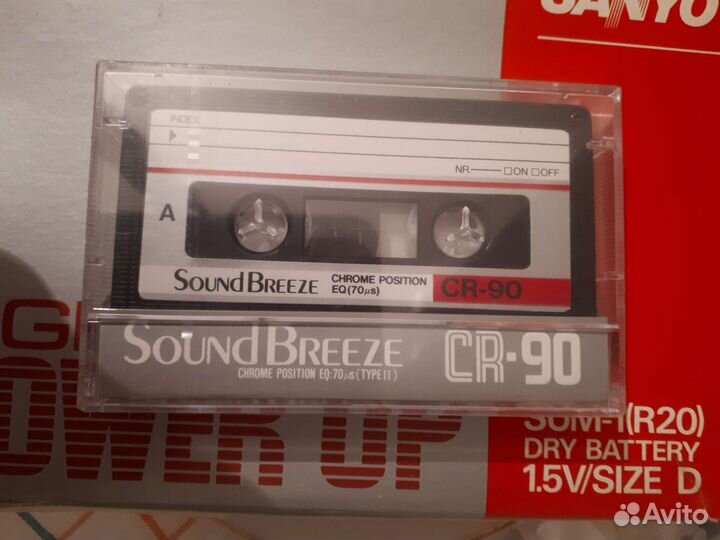 SANYO
INDEX
NR. □ON □OFF
A
SOUND BREEZE CHROME POSITION EQ(70µs) CR-90
SOUND BREEZE CR-90
CHROME POSITION EQ:70µs(TYPE II)
POWER UP
SUM-1(R20)
DRY BATTERY
1.5V/SIZE D
Avito